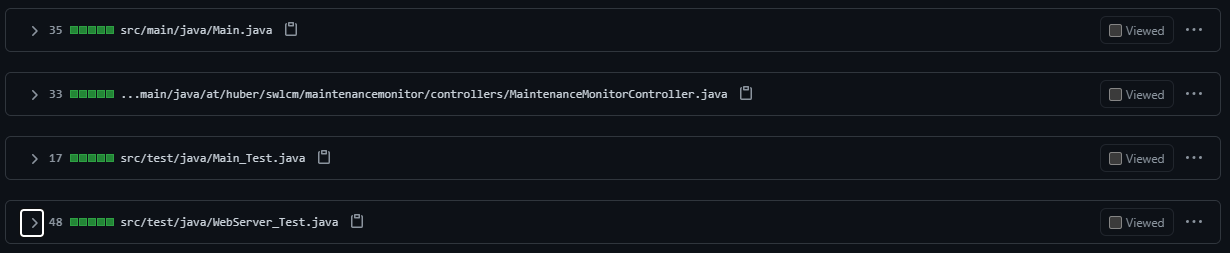 35 src/main/java/Main.java Viewed
33 ...main/java/at/huber/swlcm/maintenancemonitor/controllers/MaintenanceMonitorController.java Viewed
17 src/test/java/Main_Test.java Viewed
48 src/test/java/WebServer_Test.java Viewed